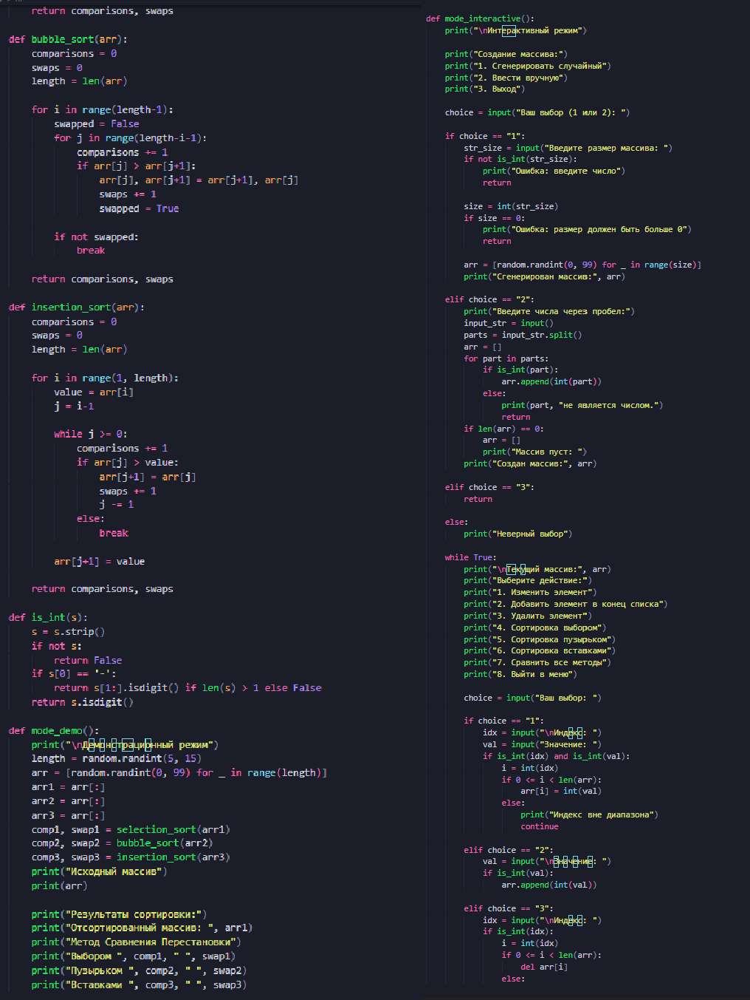 return comparisons, swaps
def bubble_sort(arr):
comparisons = 0
swaps = 0
length = len(arr)
for i in range(length-1):
swapped = False
for j in range(length-i-1):
comparisons += 1
if arr[j] > arr[j+1]:
arr[j], arr[j+1] = arr[j+1], arr[j]
swaps += 1
swapped = True
if not swapped:
break
return comparisons, swaps
def insertion_sort(arr):
comparisons = 0
swaps = 0
length = len(arr)
for i in range(1, length):
value = arr[i]
j = i-1
while j >= 0:
comparisons += 1
if arr[j] > value:
arr[j+1] = arr[j]
swaps += 1
j -= 1
else:
break
arr[j+1] = value
return comparisons, swaps
def is_int(s):
s = s.strip()
if not s:
return False
if s[0] == '-':
return s[1:].isdigit() if len(s) > 1 else False
return s.isdigit()
def mode_demo():
print("\nДемонстрационный режим")
length = random.randint(5, 15)
arr = [random.randint(0, 99) for _ in range(length)]
arr1 = arr[:]
arr2 = arr[:]
arr3 = arr[:]
comp1, swap1 = selection_sort(arr1)
comp2, swap2 = bubble_sort(arr2)
comp3, swap3 = insertion_sort(arr3)
print("Исходный массив")
print(arr)
print("Результаты сортировки:")
print("Отсортированный массив: ", arr1)
print("Метод Сравнения Перестановки")
print("Выбором ", comp1, " ", swap1)
print("Пузырьком ", comp2, " ", swap2)
print("Вставками ", comp3, " ", swap3)
def mode_interactive():
print("\nИнтерактивный режим")
print("Создание массива:")
print("1. Сгенерировать случайный")
print("2. Ввести вручную")
print("3. Выход")
choice = input("Ваш выбор (1 или 2): ")
if choice == "1":
str_size = input("Введите размер массива: ")
if not is_int(str_size):
print("Ошибка: введите число")
return
size = int(str_size)
if size == 0:
print("Ошибка: размер должен быть больше 0")
return
arr = [random.randint(0, 99) for _ in range(size)]
print("Сгенерирован массив:", arr)
elif choice == "2":
print("Введите числа через пробел:")
input_str = input()
parts = input_str.split()
arr = []
for part in parts:
if is_int(part):
arr.append(int(part))
else:
print(part, "не является числом.")
return
if len(arr) == 0:
arr = []
print("Массив пуст: ")
print("Создан массив:", arr)
elif choice == "3":
return
else:
print("Неверный выбор")
while True:
print("\nТекущий массив:", arr)
print("Выберите действие:")
print("1. Изменить элемент")
print("2. Добавить элемент в конец списка")
print("3. Удалить элемент")
print("4. Сортировка выбором")
print("5. Сортировка пузырьком")
print("6. Сортировка вставками")
print("7. Сравнить все методы")
print("8. Выйти в меню")
choice = input("Ваш выбор: ")
if choice == "1":
idx = input("\nИндекс: ")
val = input("Значение: ")
if is_int(idx) and is_int(val):
i = int(idx)
if 0 <= i < len(arr):
arr[i] = int(val)
else:
print("Индекс вне диапазона")
continue
elif choice == "2":
val = input("\nЗначение: ")
if is_int(val):
arr.append(int(val))
elif choice == "3":
idx = input("\nИндекс: ")
if is_int(idx):
i = int(idx)
if 0 <= i < len(arr):
del arr[i]
else: